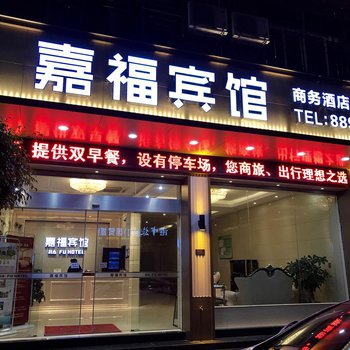 嘉福宾馆
商务酒店
TEL:889
提供双早餐，设有停车场，您商旅、出行理想之选
嘉福宾馆
JIA FU HOTEL